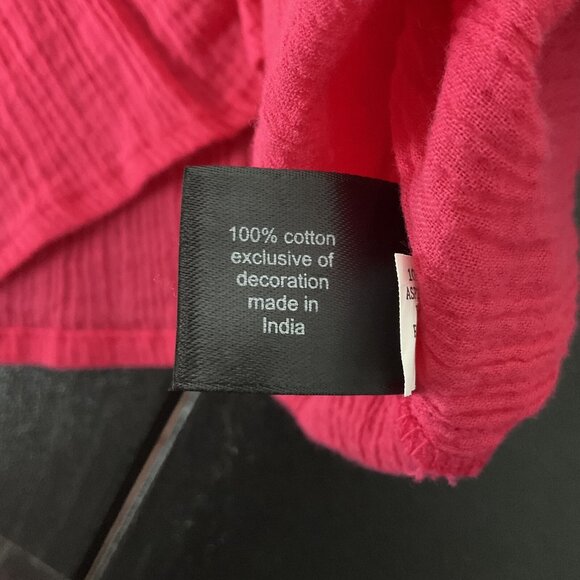 100% cotton
exclusive of
decoration
made in
India